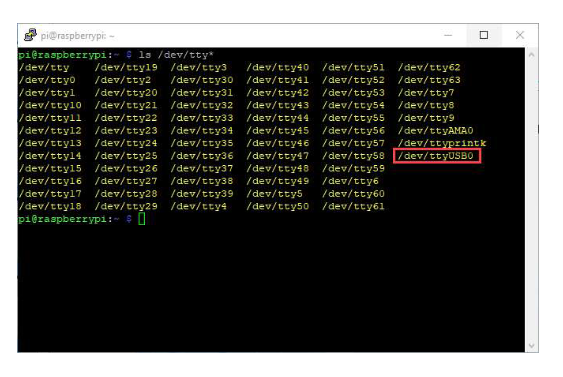 pi@raspberrypi: ~
pi@raspberrypi:~ $ ls /dev/tty*
/dev/tty /dev/tty19 /dev/tty3 /dev/tty40 /dev/tty51 /dev/tty62
/dev/tty0 /dev/tty2 /dev/tty30 /dev/tty41 /dev/tty52 /dev/tty63
/dev/tty1 /dev/tty20 /dev/tty31 /dev/tty42 /dev/tty53 /dev/tty7
/dev/tty10 /dev/tty21 /dev/tty32 /dev/tty43 /dev/tty54 /dev/tty8
/dev/tty11 /dev/tty22 /dev/tty33 /dev/tty44 /dev/tty55 /dev/tty9
/dev/tty12 /dev/tty23 /dev/tty34 /dev/tty45 /dev/tty56 /dev/ttyAMA0
/dev/tty13 /dev/tty24 /dev/tty35 /dev/tty46 /dev/tty57 /dev/ttyprintk
/dev/tty14 /dev/tty25 /dev/tty36 /dev/tty47 /dev/tty58 /dev/ttyUSB0
/dev/tty15 /dev/tty26 /dev/tty37 /dev/tty48 /dev/tty59
/dev/tty16 /dev/tty27 /dev/tty38 /dev/tty49 /dev/tty6
/dev/tty17 /dev/tty28 /dev/tty39 /dev/tty5 /dev/tty60
/dev/tty18 /dev/tty29 /dev/tty4 /dev/tty50 /dev/tty61
pi@raspberrypi:~ $